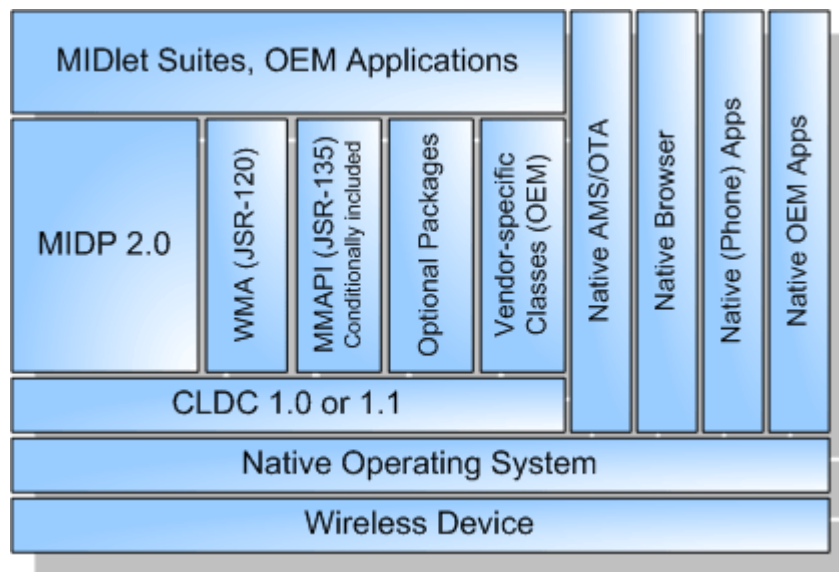 MIDlet Suites, OEM Applications
MIDP 2.0
WMA (JSR-120)
MMAPI (JSR-135)
Conditionally included
Optional Packages
Vendor-specific
Classes (OEM)
Native AMS/OTA
Native Browser
Native (Phone) Apps
Native OEM Apps
CLDC 1.0 or 1.1
Native Operating System
Wireless Device